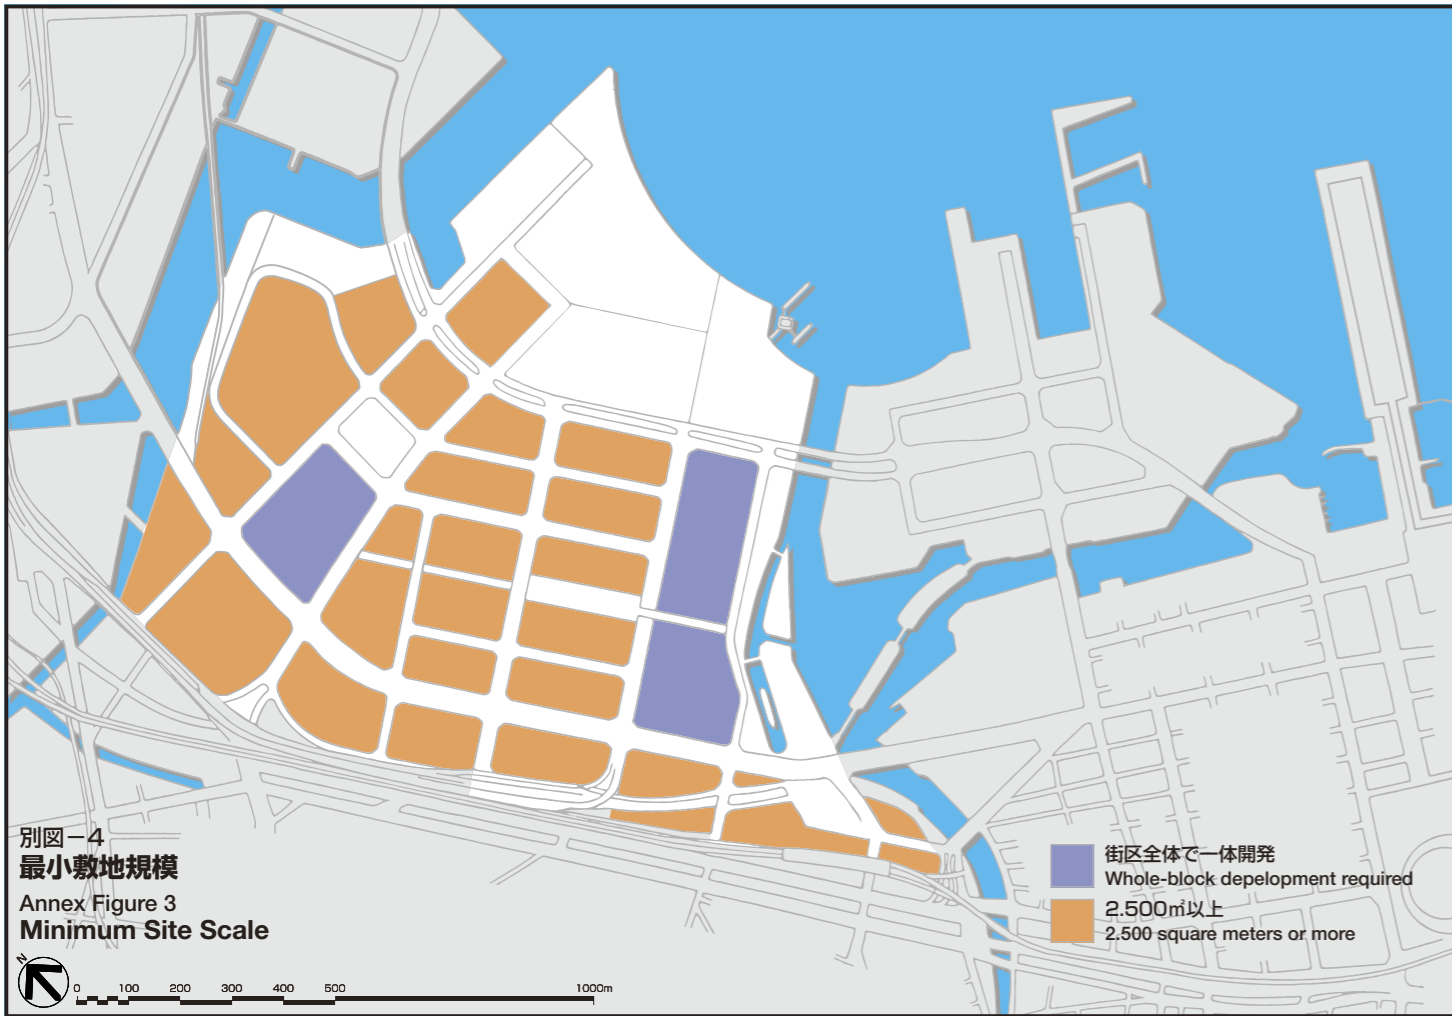 別図−4
最小敷地規模
Annex Figure 3
Minimum Site Scale
N
0 100 200 300 400 500 1000m
街区全体で一体開発
Whole-block depelopment required
2.500㎡以上
2.500 square meters or more